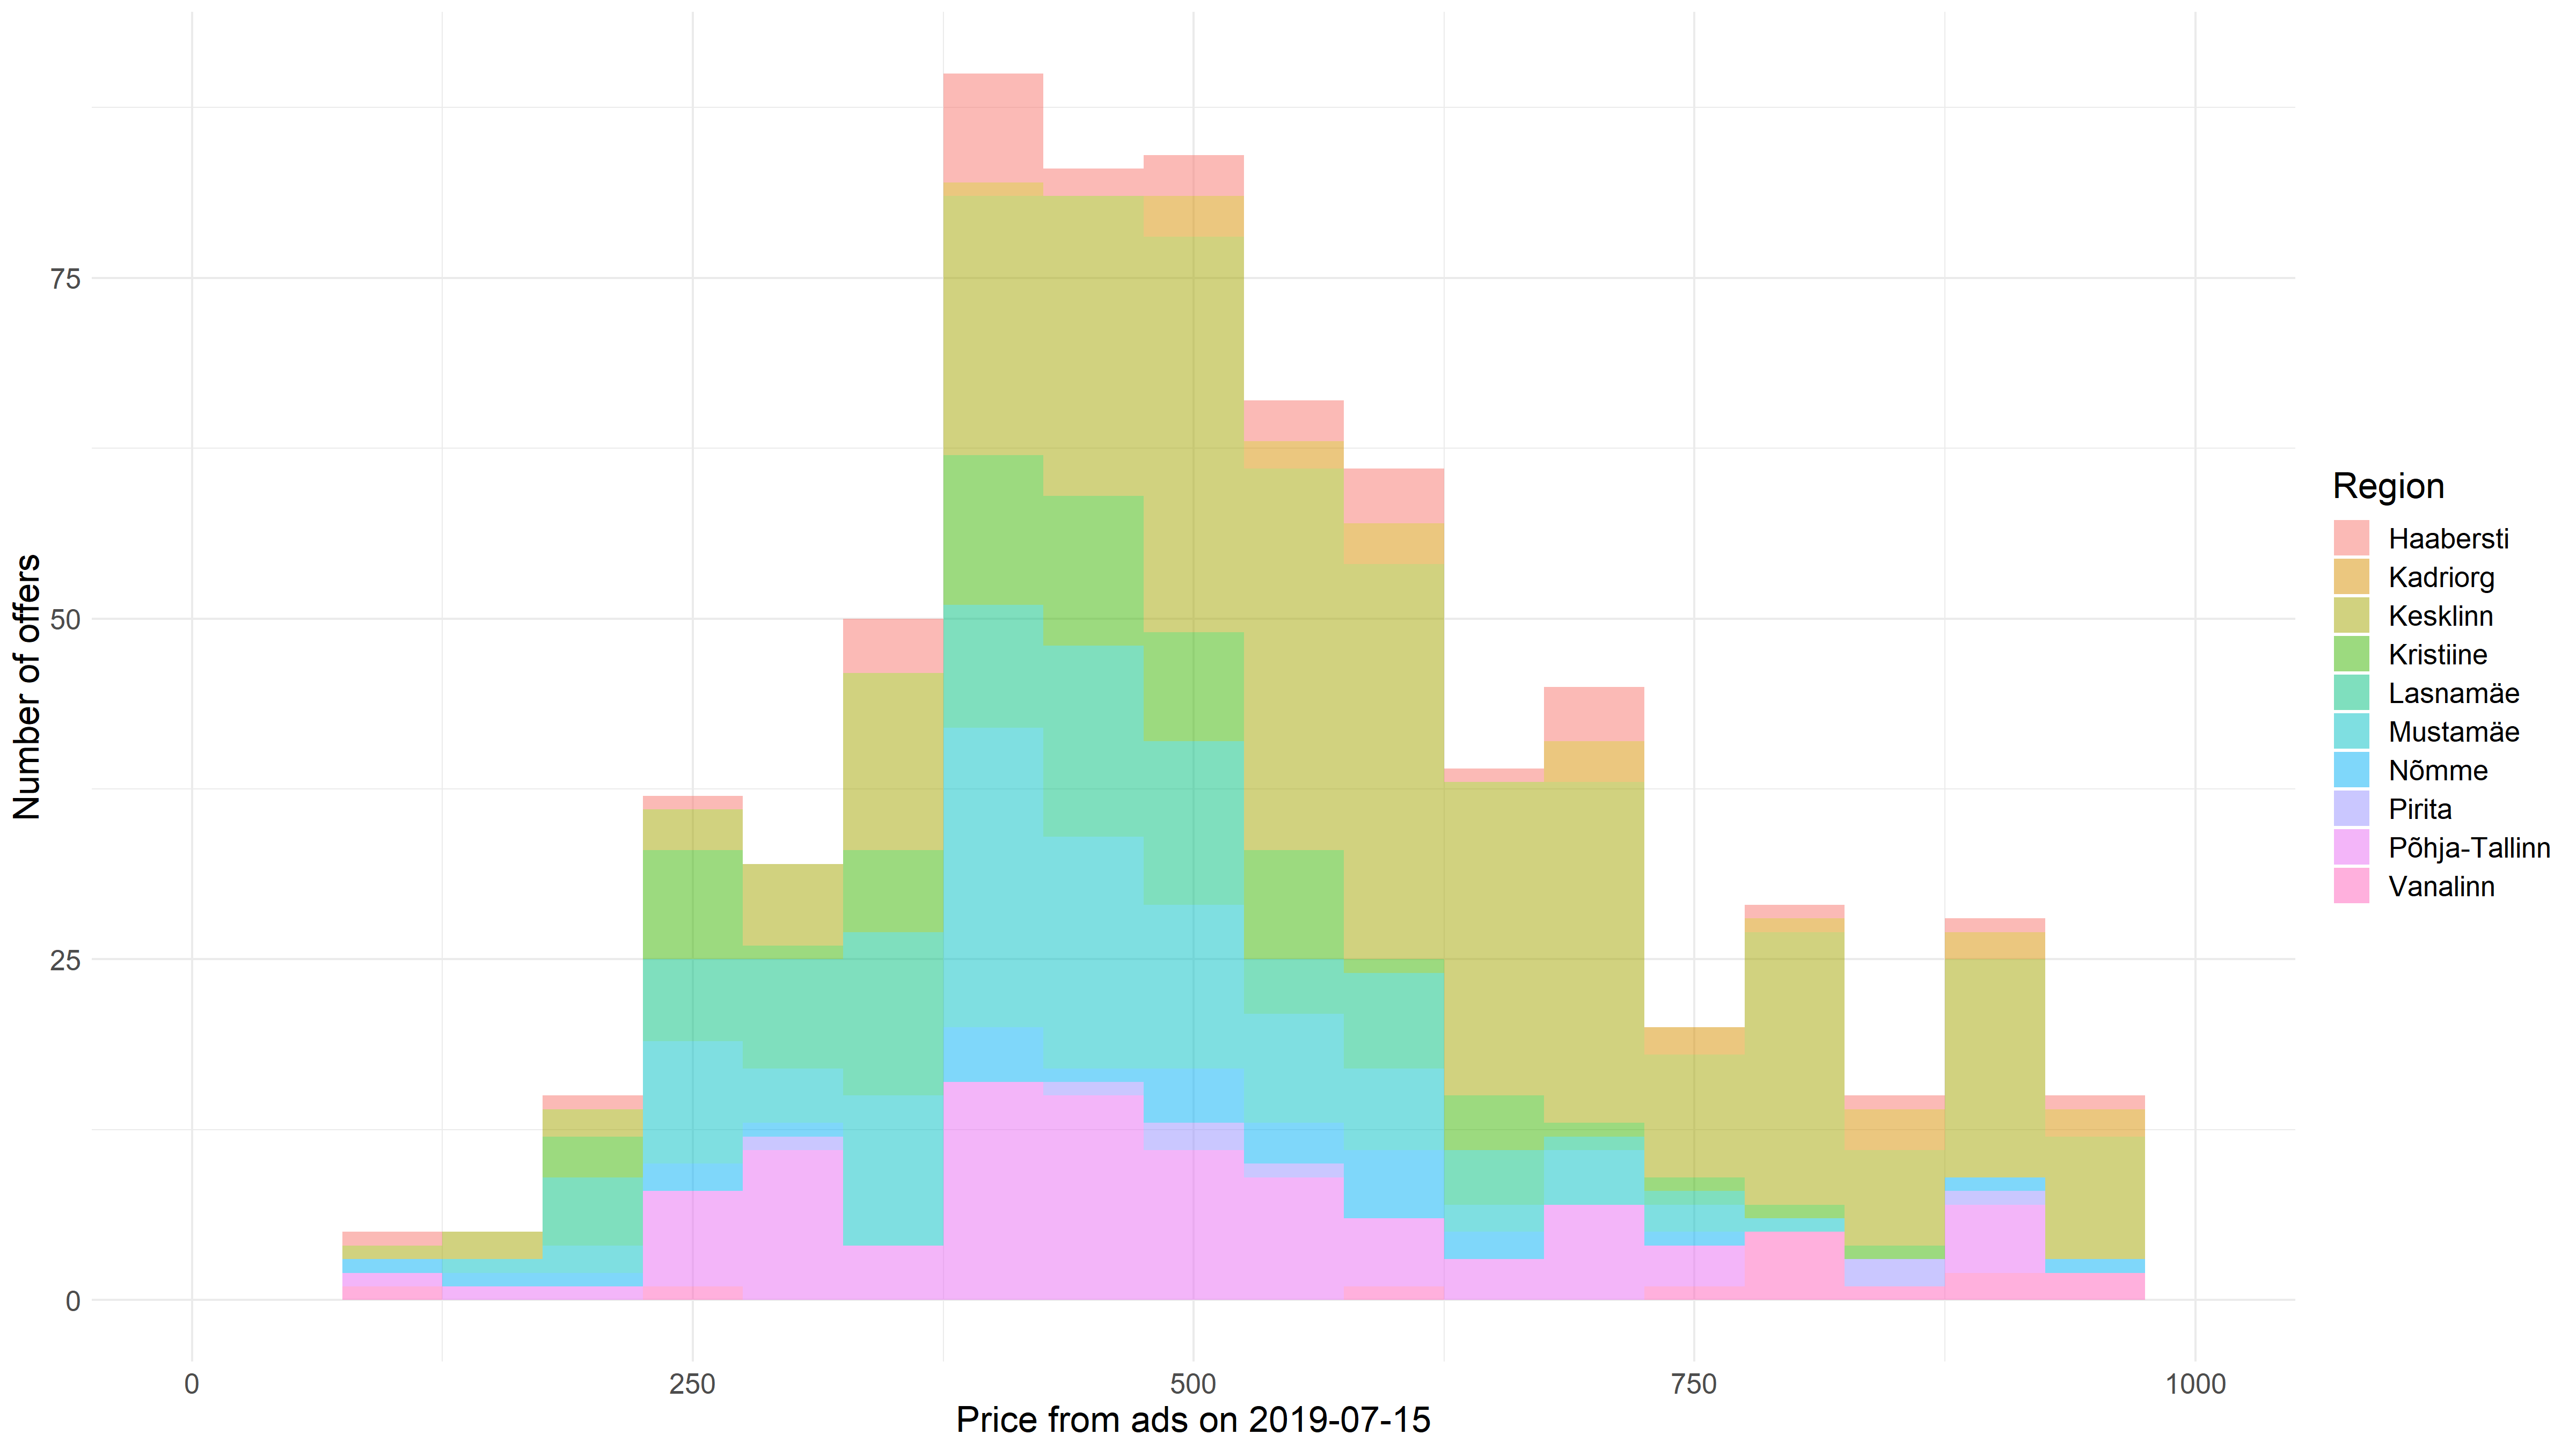 75
50
25
0
Number of offers
0 250 500 750 1000
Price from ads on 2019-07-15
Region
Haabersti
Kadriorg
Kesklinn
Kristiine
Lasnamäe
Mustamäe
Nõmme
Pirita
Põhja-Tallinn
Vanalinn